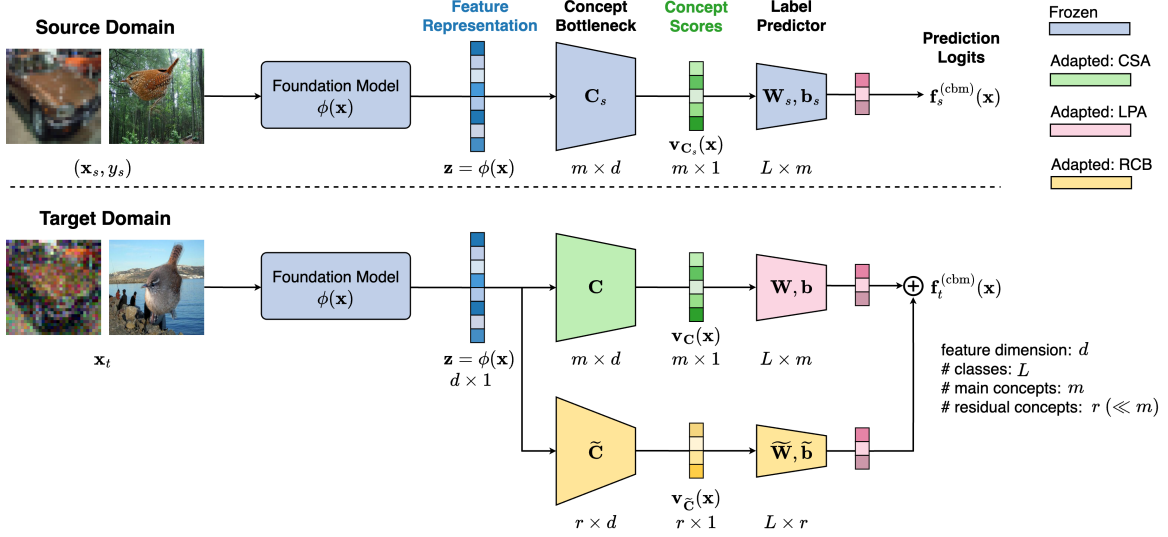 Source Domain
Feature Representation
Concept Bottleneck
Concept Scores
Label Predictor
Prediction Logits
Foundation Model
ϕ(x)
C_s
W_s, b_s
f_s^(cbm)(x)
(x_s, y_s)
z = ϕ(x)
m × d
v_{C_s}(x)
m × 1
L × m
Frozen
Adapted: CSA
Adapted: LPA
Adapted: RCB
Target Domain
Foundation Model
ϕ(x)
C
W, b
f_t^(cbm)(x)
x_t
z = ϕ(x)
d × 1
m × d
v_C(x)
m × 1
L × m
feature dimension: d
# classes: L
# main concepts: m
# residual concepts: r (≪ m)
C̃
W̃, b̃
v_C̃(x)
r × d
r × 1
L × r